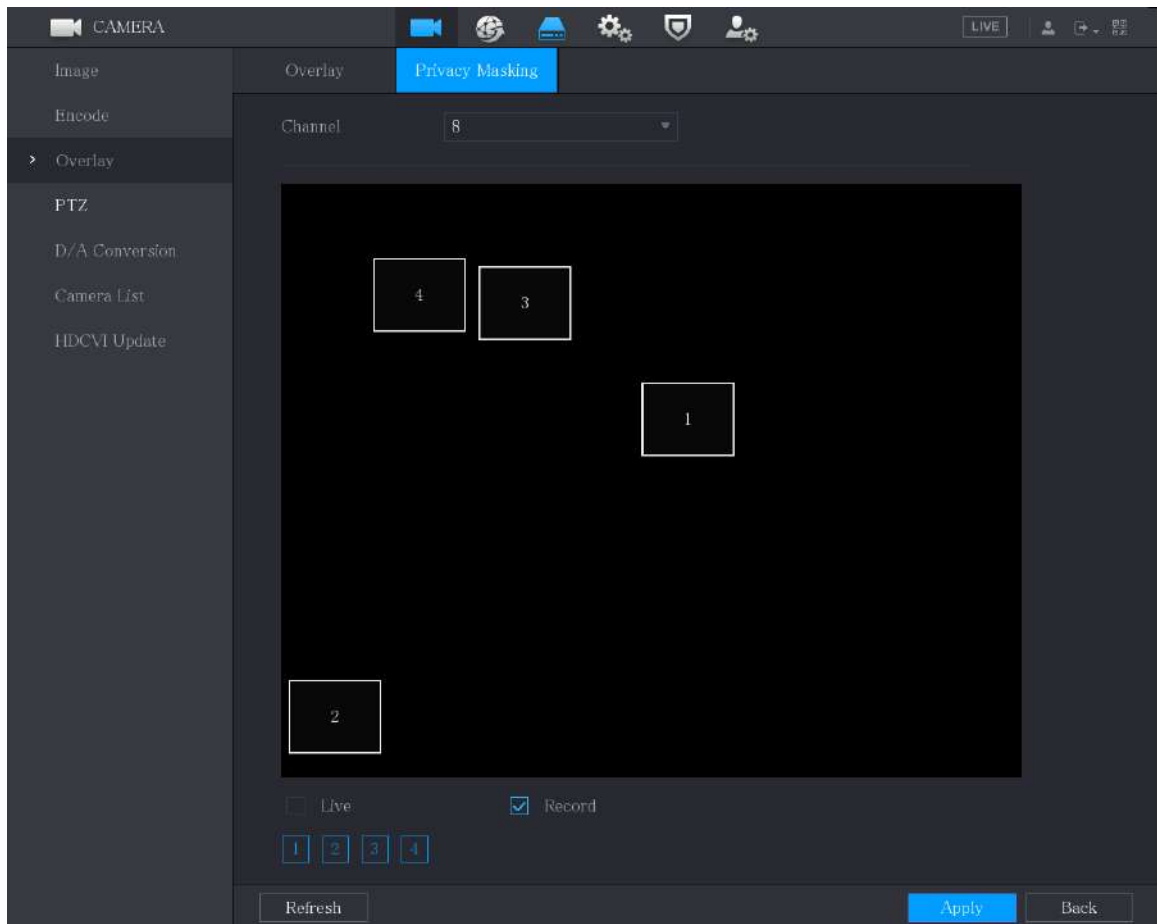 CAMERA
LIVE
Image
Overlay
Privacy Masking
Encode
Channel
8
> Overlay
PTZ
D/A Conversion
Camera List
HDCVI Update
4
3
1
2
Live
Record
1 2 3 4
Refresh
Apply
Back